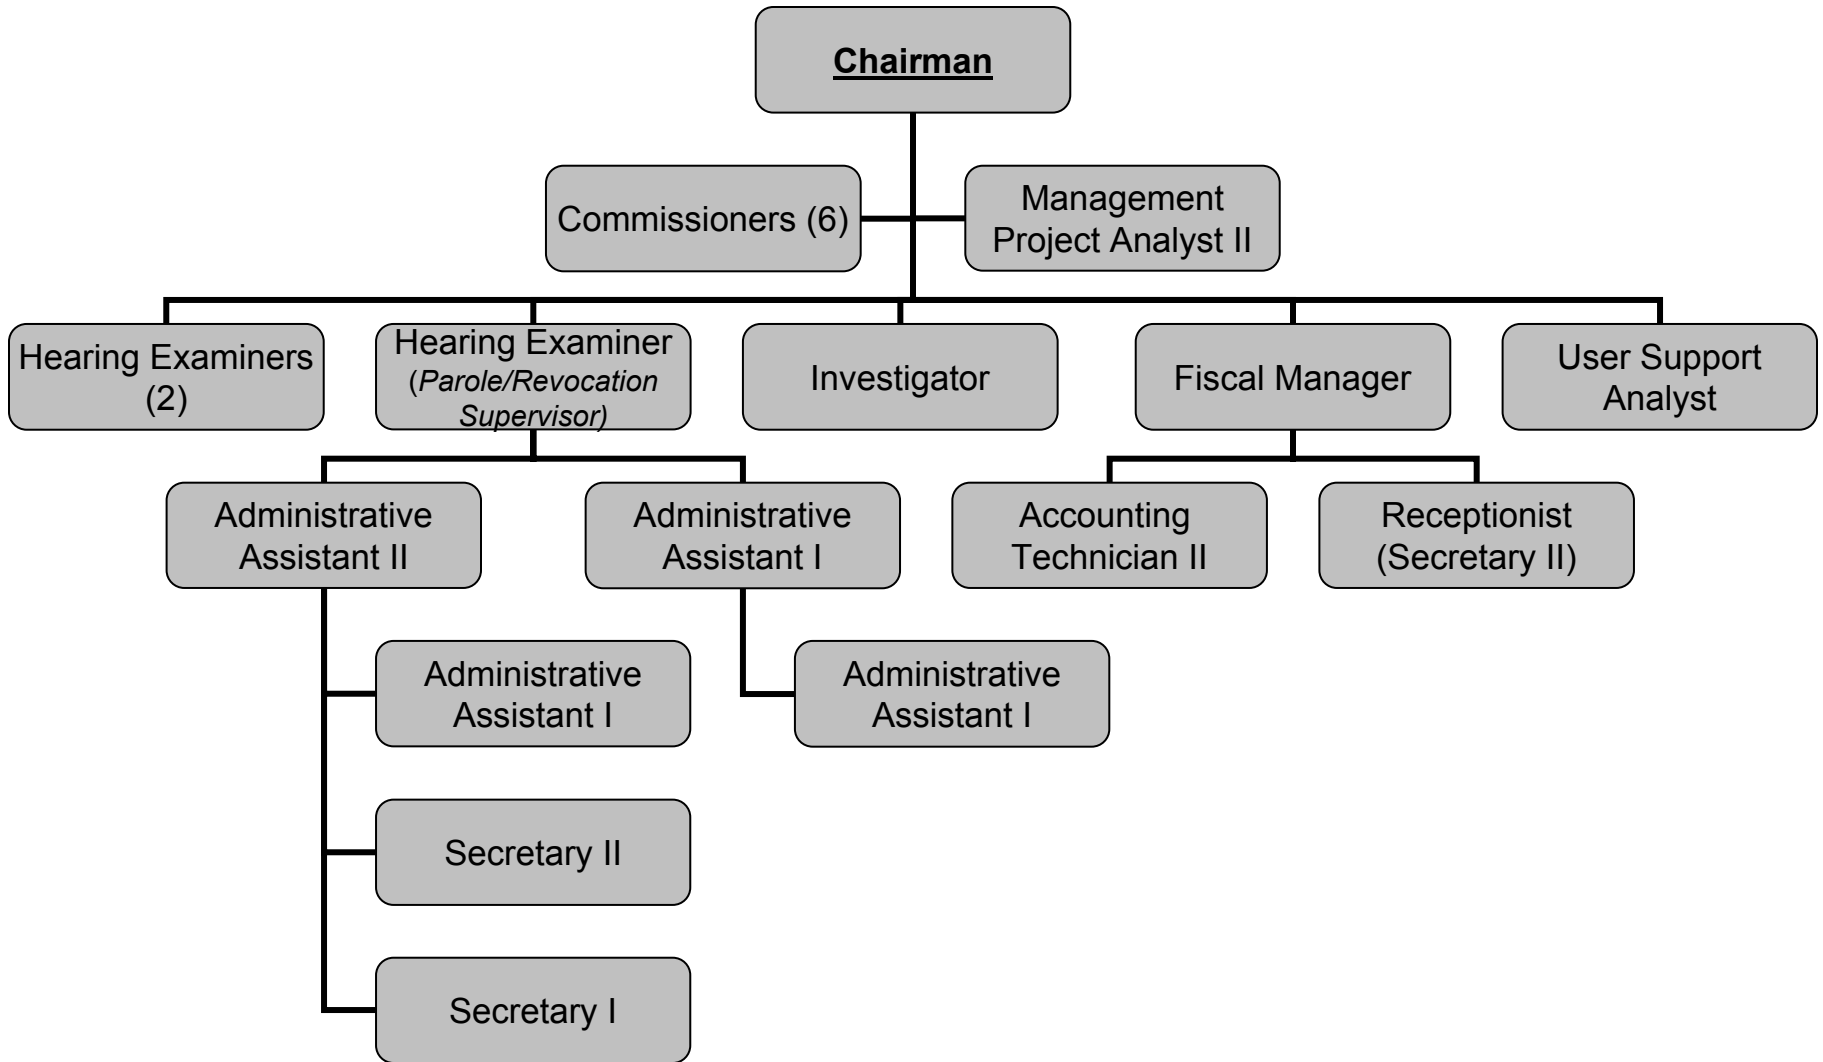 Chairman
Commissioners (6)
Management
Project Analyst II
Hearing Examiners
(2)
Hearing Examiner
(Parole/Revocation
Supervisor)
Investigator
Fiscal Manager
User Support
Analyst
Administrative
Assistant II
Administrative
Assistant I
Accounting
Technician II
Receptionist
(Secretary II)
Administrative
Assistant I
Administrative
Assistant I
Secretary II
Secretary I